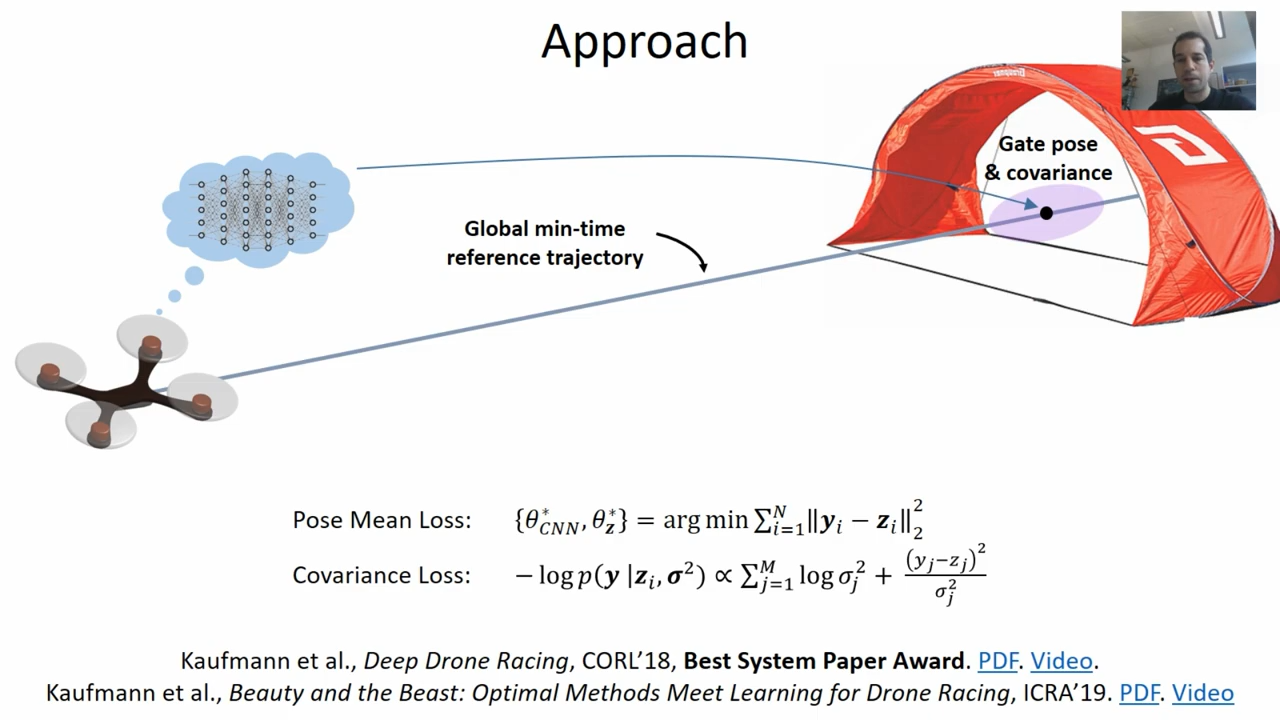 Approach
Gate pose
& covariance
Global min-time
reference trajectory
Pose Mean Loss: {θ*_CNN, θ*_z} = arg min ∑_{i=1}^{N} ‖y_i − z_i‖_2^2
Covariance Loss: − log p(y |z_i, σ²) ∝ ∑_{j=1}^{M} log σ_j^2 + (y_j−z_j)^2 / σ_j^2
Kaufmann et al., Deep Drone Racing, CORL’18, Best System Paper Award. PDF. Video.
Kaufmann et al., Beauty and the Beast: Optimal Methods Meet Learning for Drone Racing, ICRA’19. PDF. Video